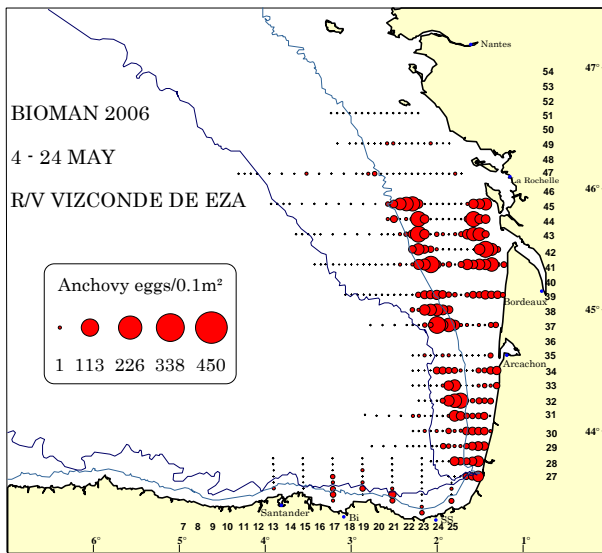 Nantes
47°
54
53
BIOMAN 2006
52
51
50
4 - 24 MAY
49
48
47
La Rochelle
R/V VIZCONDE DE EZA
46
46°
45
44
43
42
41
Anchovy eggs/0.1m²
1 113 226 338 450
40
39
Bordeaux
38
45°
37
36
35
Arcachon
34
33
32
31
30
44°
29
28
27
Santander
Bi
SS
7 8 9 10 11 12 13 14 15 16 17 18 19 20 21 22 23 24 25
6° 5° 4° 3° 2° 1° 0°